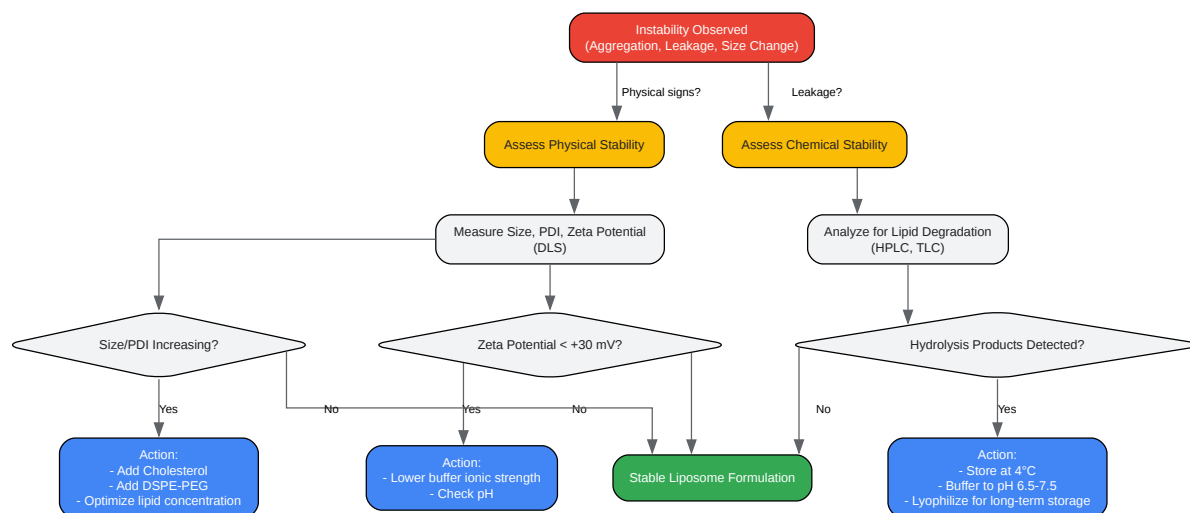 Instability Observed
(Aggregation, Leakage, Size Change)
Physical signs?
Leakage?
Assess Physical Stability
Assess Chemical Stability
Measure Size, PDI, Zeta Potential
(DLS)
Analyze for Lipid Degradation
(HPLC, TLC)
Size/PDI Increasing?
Zeta Potential < +30 mV?
Hydrolysis Products Detected?
Yes
No
Yes
No
No
Yes
Action:
- Add Cholesterol
- Add DSPE-PEG
- Optimize lipid concentration
Action:
- Lower buffer ionic strength
- Check pH
Stable Liposome Formulation
Action:
- Store at 4°C
- Buffer to pH 6.5-7.5
- Lyophilize for long-term storage